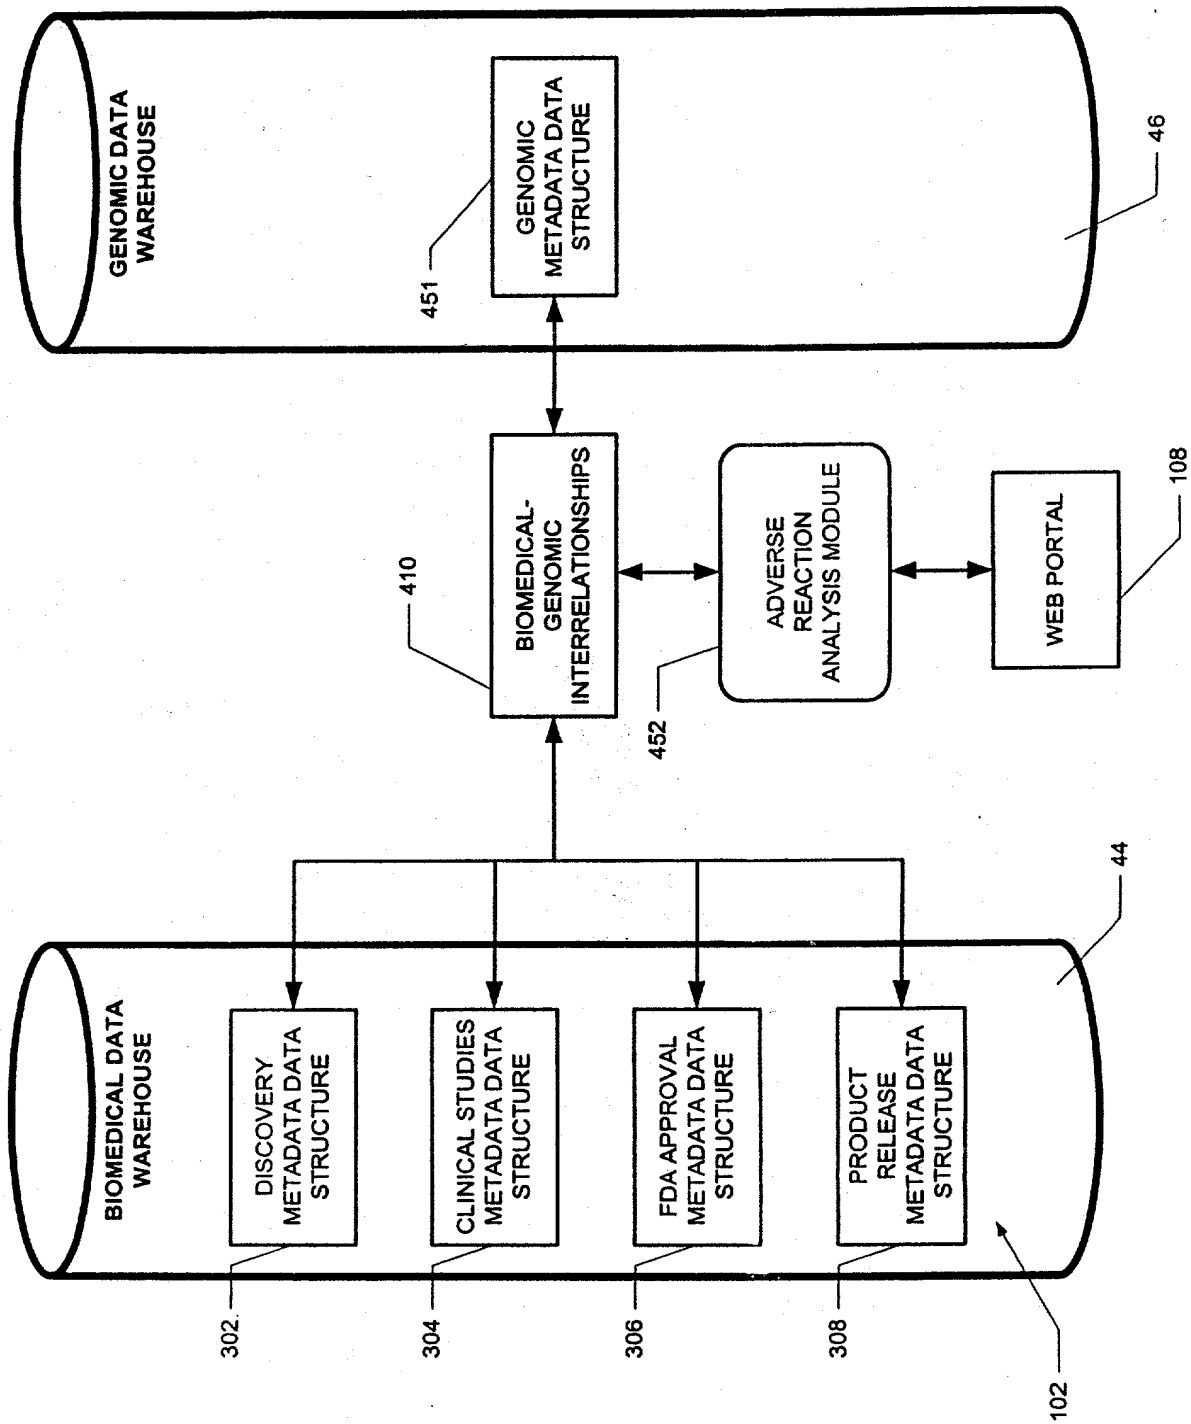 BIOMEDICAL DATA
WAREHOUSE
302
DISCOVERY
METADATA DATA
STRUCTURE
304
CLINICAL STUDIES
METADATA DATA
STRUCTURE
306
FDA APPROVAL
METADATA DATA
STRUCTURE
308
PRODUCT
RELEASE
METADATA DATA
STRUCTURE
102
44
410
BIOMEDICAL-
GENOMIC
INTERRELATIONSHIPS
452
ADVERSE
REACTION
ANALYSIS MODULE
WEB PORTAL
108
GENOMIC DATA
WAREHOUSE
451
GENOMIC
METADATA DATA
STRUCTURE
46